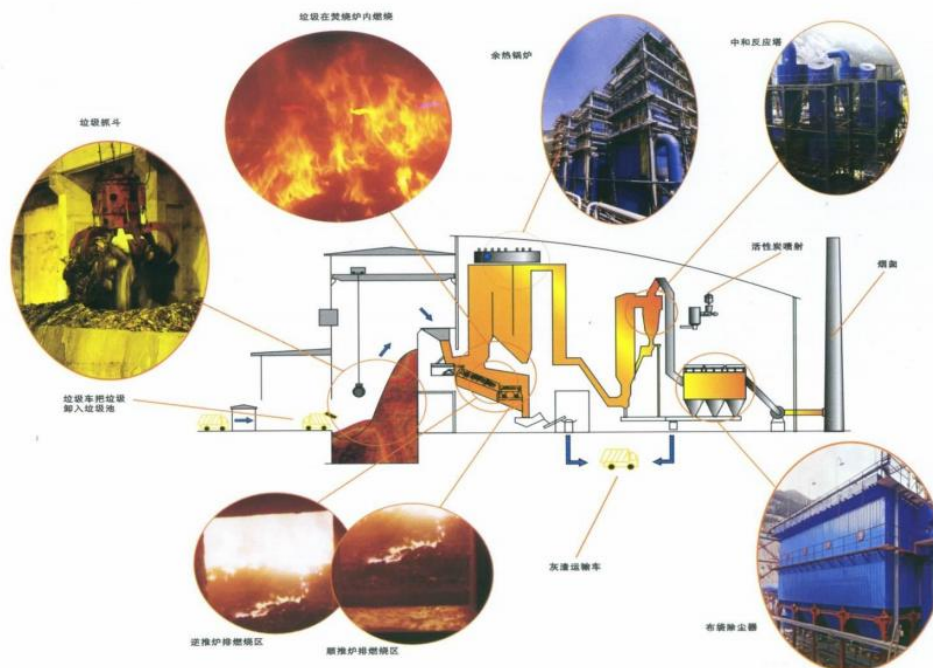 垃圾在焚烧炉内燃烧
余热锅炉
中和反应塔
垃圾抓斗
活性炭喷射
烟囱
垃圾车把垃圾
卸入垃圾池
灰渣运输车
布袋除尘器
逆推炉排燃烧区
顺推炉排燃烧区